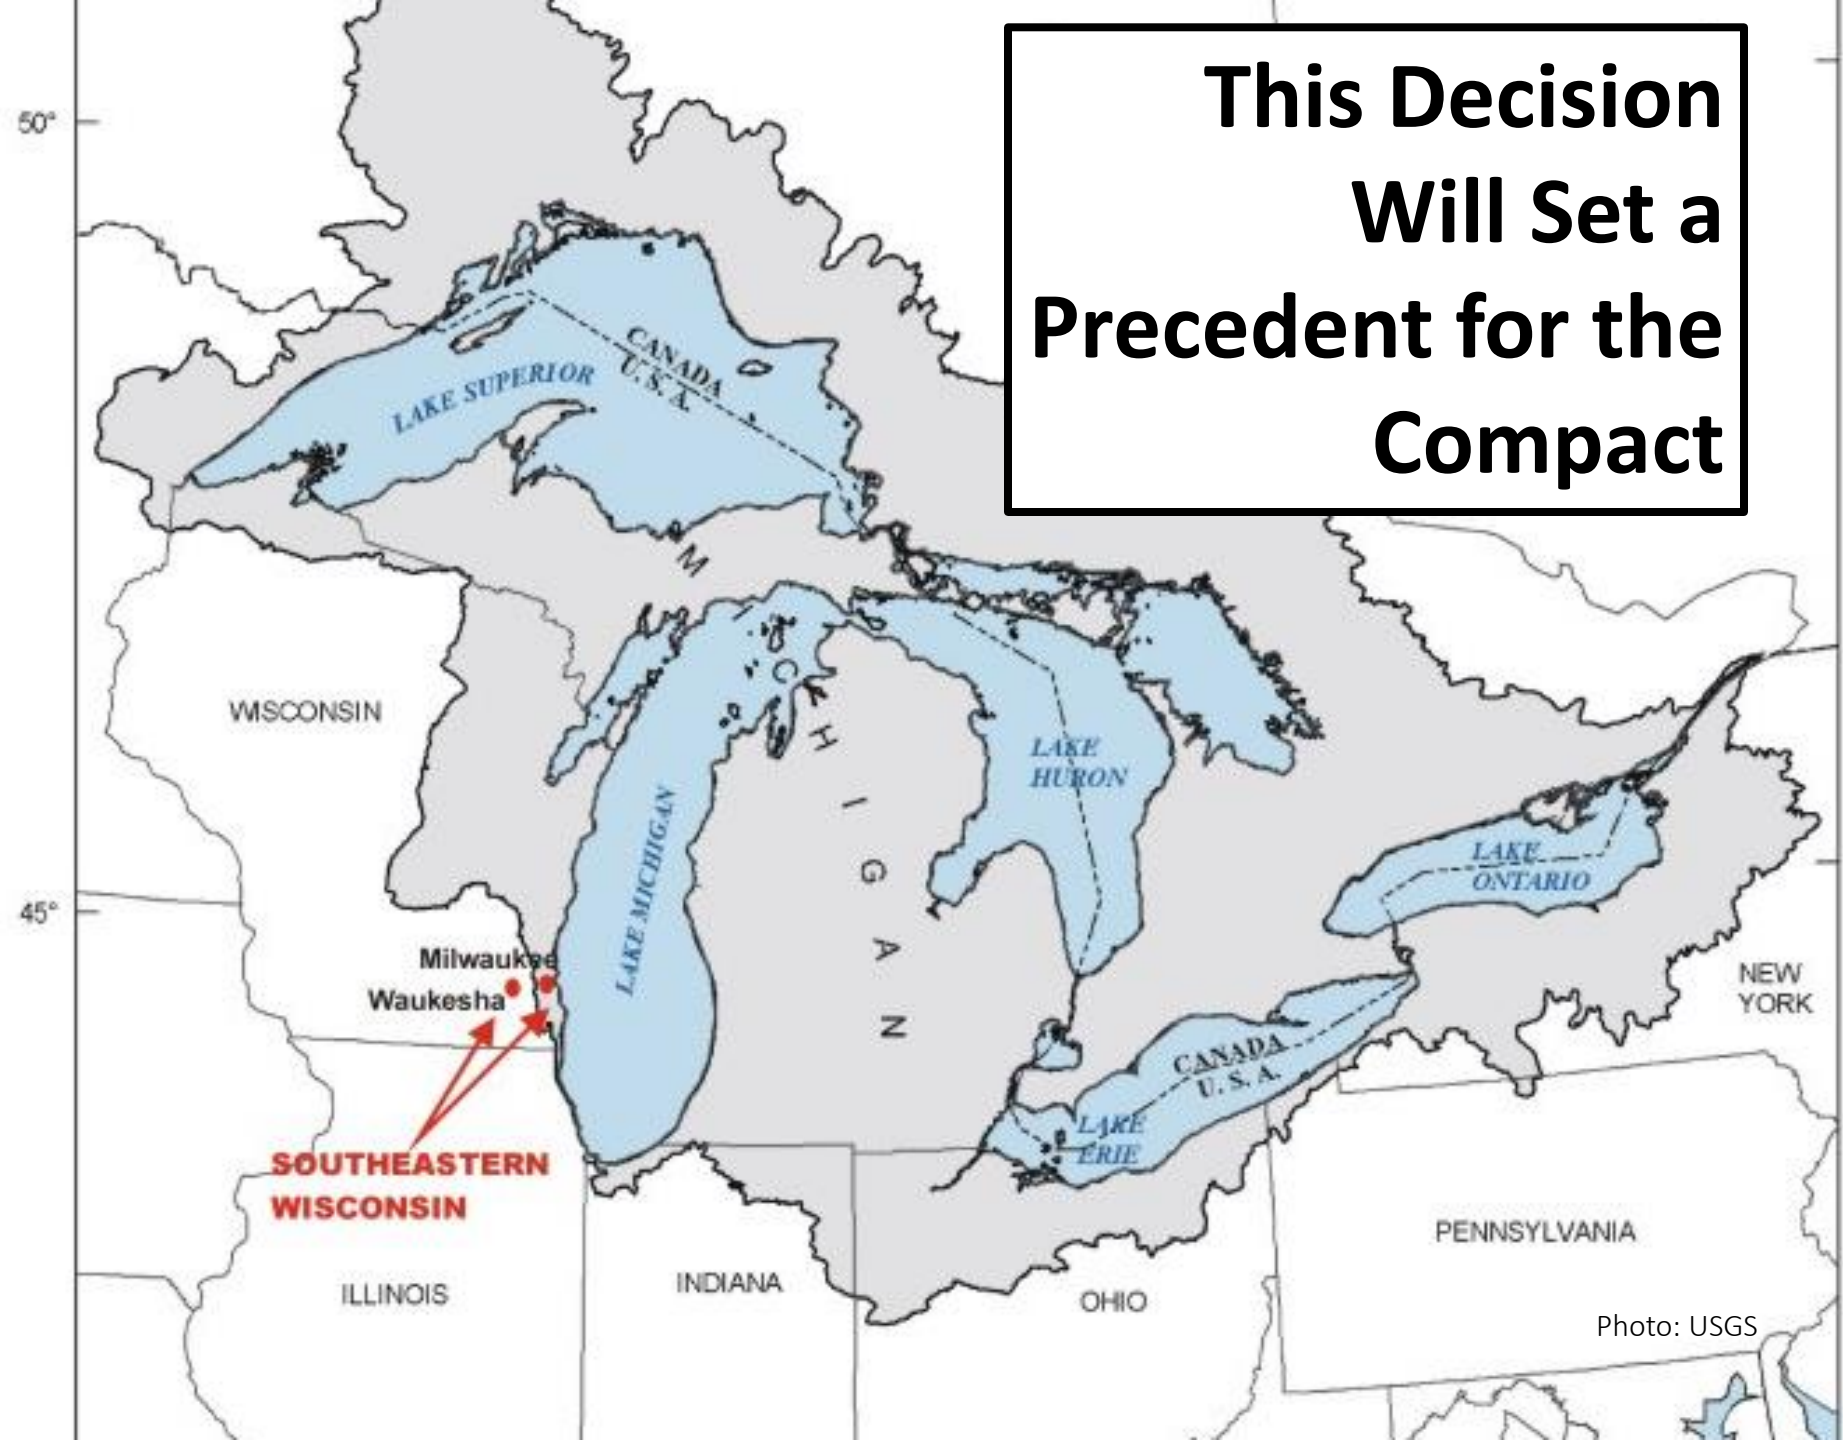 This Decision
Will Set a
Precedent for the
Compact
50°
CANADA
U. S. A.
LAKE SUPERIOR
MICHIGAN
WISCONSIN
LAKE
HURON
LAKE MICHIGAN
LAKE
ONTARIO
45°
Milwaukee
Waukesha
NEW
YORK
CANADA
U. S. A.
LAKE
ERIE
SOUTHEASTERN
WISCONSIN
PENNSYLVANIA
ILLINOIS
INDIANA
OHIO
Photo: USGS